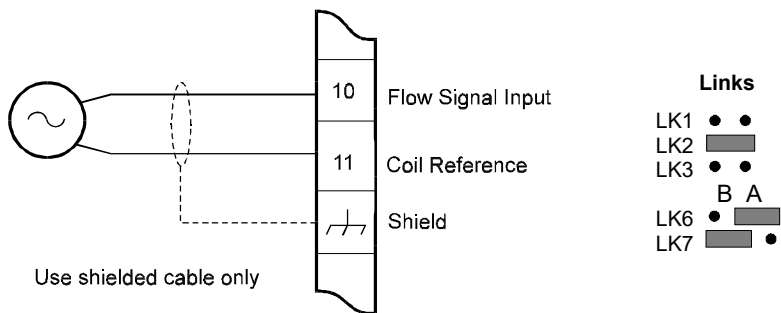 10 Flow Signal Input
11 Coil Reference
Shield
Use shielded cable only
Links
LK1
LK2
LK3
B A
LK6
LK7